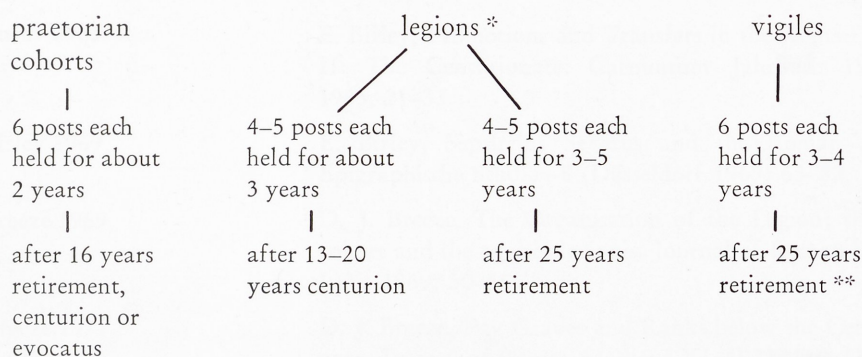 praetorian
cohorts
6 posts each
held for about
2 years
after 16 years
retirement,
centurion or
evocatus
legions *
4–5 posts each
held for about
3 years
after 13–20
years centurion
4–5 posts each
held for 3–5
years
after 25 years
retirement
vigiles
6 posts each
held for 3–4
years
after 25 years
retirement **